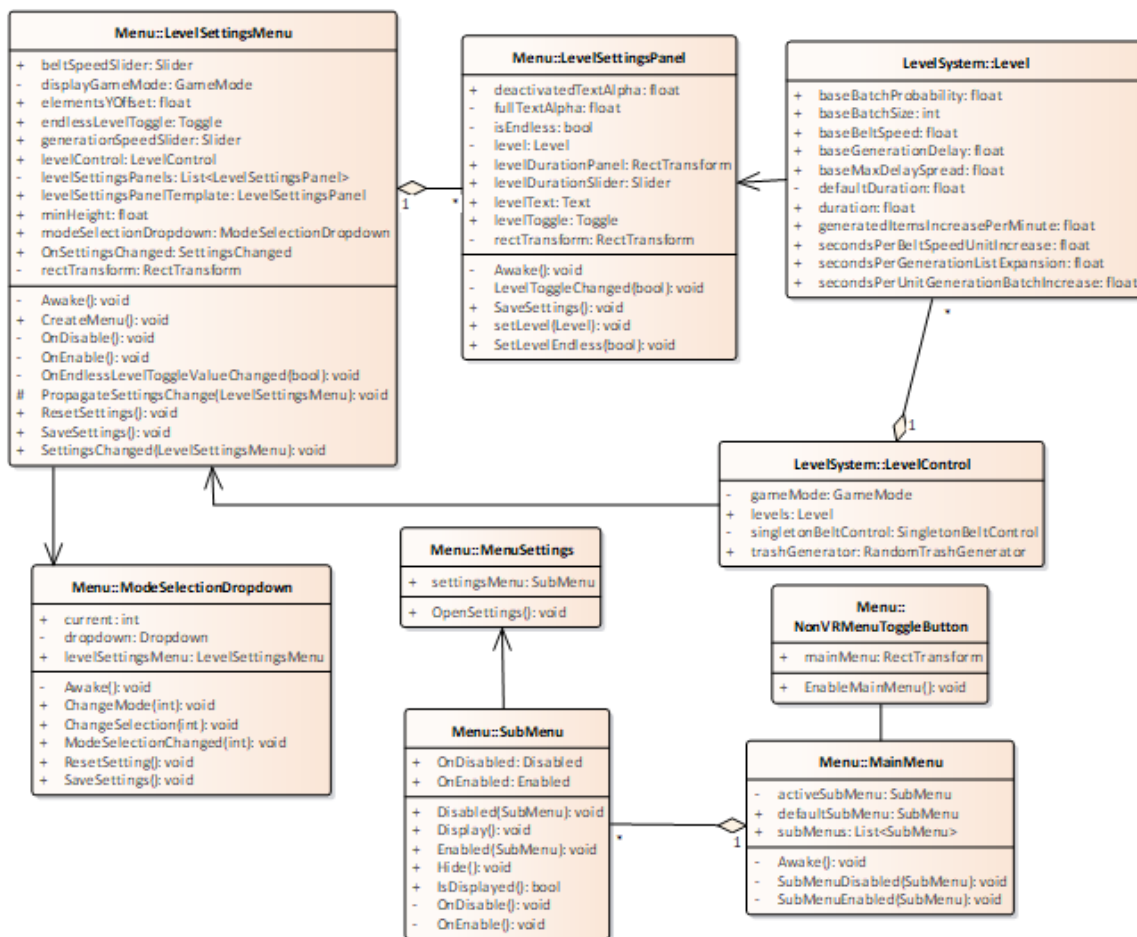 Menu::LevelSettingsMenu
+ beltSpeedSlider: Slider
- displayGameMode: GameMode
+ elementsYOffset: float
+ endlessLevelToggle: Toggle
+ generationSpeedSlider: Slider
+ levelControl: LevelControl
- levelSettingsPanels: List<LevelSettingsPanel>
+ levelSettingsPanelTemplate: LevelSettingsPanel
+ minHeight: float
+ modeSelectionDropdown: ModeSelectionDropdown
+ OnSettingsChanged: SettingsChanged
- rectTransform: RectTransform
- Awake(): void
+ CreateMenu(): void
- OnDisable(): void
- OnEnable(): void
- OnEndlessLevelToggleValueChanged(bool): void
# PropagateSettingsChange(LevelSettingsMenu): void
+ ResetSettings(): void
+ SaveSettings(): void
+ SettingsChanged(LevelSettingsMenu): void
1
*
Menu::LevelSettingsPanel
+ deactivatedTextAlpha: float
- fullTextAlpha: float
- isEndless: bool
- level: Level
+ levelDurationPanel: RectTransform
+ levelDurationSlider: Slider
+ levelText: Text
+ levelToggle: Toggle
- rectTransform: RectTransform
- Awake(): void
- LevelToggleChanged(bool): void
+ SaveSettings(): void
+ setLevel(Level): void
+ SetLevelEndless(bool): void
LevelSystem::Level
+ baseBatchProbability: float
+ baseBatchSize: int
+ baseBeltSpeed: float
+ baseGenerationDelay: float
+ baseMaxDelaySpread: float
- defaultDuration: float
+ duration: float
+ generatedItemsIncreasePerMinute: float
+ secondsPerBeltSpeedUnitIncrease: float
+ secondsPerGenerationListExpansion: float
+ secondsPerUnitGenerationBatchIncrease: float
*
1
LevelSystem::LevelControl
- gameMode: GameMode
+ levels: Level
- singletonBeltControl: SingletonBeltControl
+ trashGenerator: RandomTrashGenerator
Menu::ModeSelectionDropdown
+ current: int
- dropdown: Dropdown
+ levelSettingsMenu: LevelSettingsMenu
- Awake(): void
+ ChangeMode(int): void
+ ChangeSelection(int): void
+ ModeSelectionChanged(int): void
+ ResetSetting(): void
+ SaveSettings(): void
Menu::MenuSettings
+ settingsMenu: SubMenu
+ OpenSettings(): void
Menu::
NonVRMenuToggleButton
+ mainMenu: RectTransform
+ EnableMainMenu(): void
Menu::SubMenu
+ OnDisabled: Disabled
+ OnEnabled: Enabled
+ Disabled(SubMenu): void
+ Display(): void
+ Enabled(SubMenu): void
+ Hide(): void
+ IsDisplayed(): bool
- OnDisable(): void
- OnEnable(): void
*
1
Menu::MainMenu
- activeSubMenu: SubMenu
+ defaultSubMenu: SubMenu
+ subMenus: List<SubMenu>
- Awake(): void
- SubMenuDisabled(SubMenu): void
- SubMenuEnabled(SubMenu): void